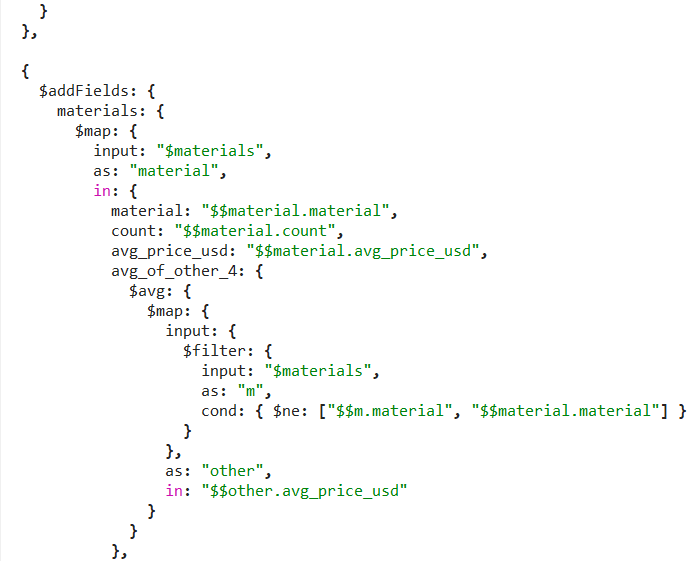 }
},
{
$addFields: {
materials: {
$map: {
input: "$materials",
as: "material",
in: {
material: "$$material.material",
count: "$$material.count",
avg_price_usd: "$$material.avg_price_usd",
avg_of_other_4: {
$avg: {
$map: {
input: {
$filter: {
input: "$materials",
as: "m",
cond: { $ne: ["$$m.material", "$$material.material"] }
}
},
as: "other",
in: "$$other.avg_price_usd"
}
}
},